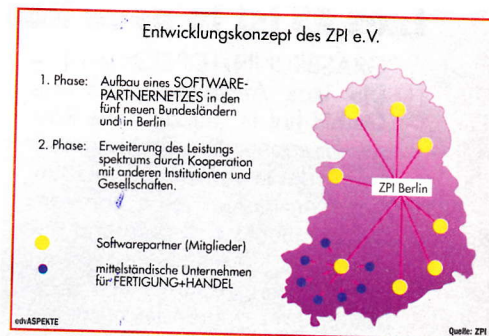 Entwicklungskonzept des ZPI e.V.
1. Phase: Aufbau eines SOFTWARE-
PARTNERNETZES in den
fünf neuen Bundesländern
und in Berlin
2. Phase: Erweiterung des Leistungs
spektrums durch Kooperation
mit anderen Institutionen und
Gesellschaften.
ZPI Berlin
Softwarepartner (Mitglieder)
mittelständische Unternehmen
für FERTIGUNG+HANDEL
edvASPEKTE
Quelle: ZPI